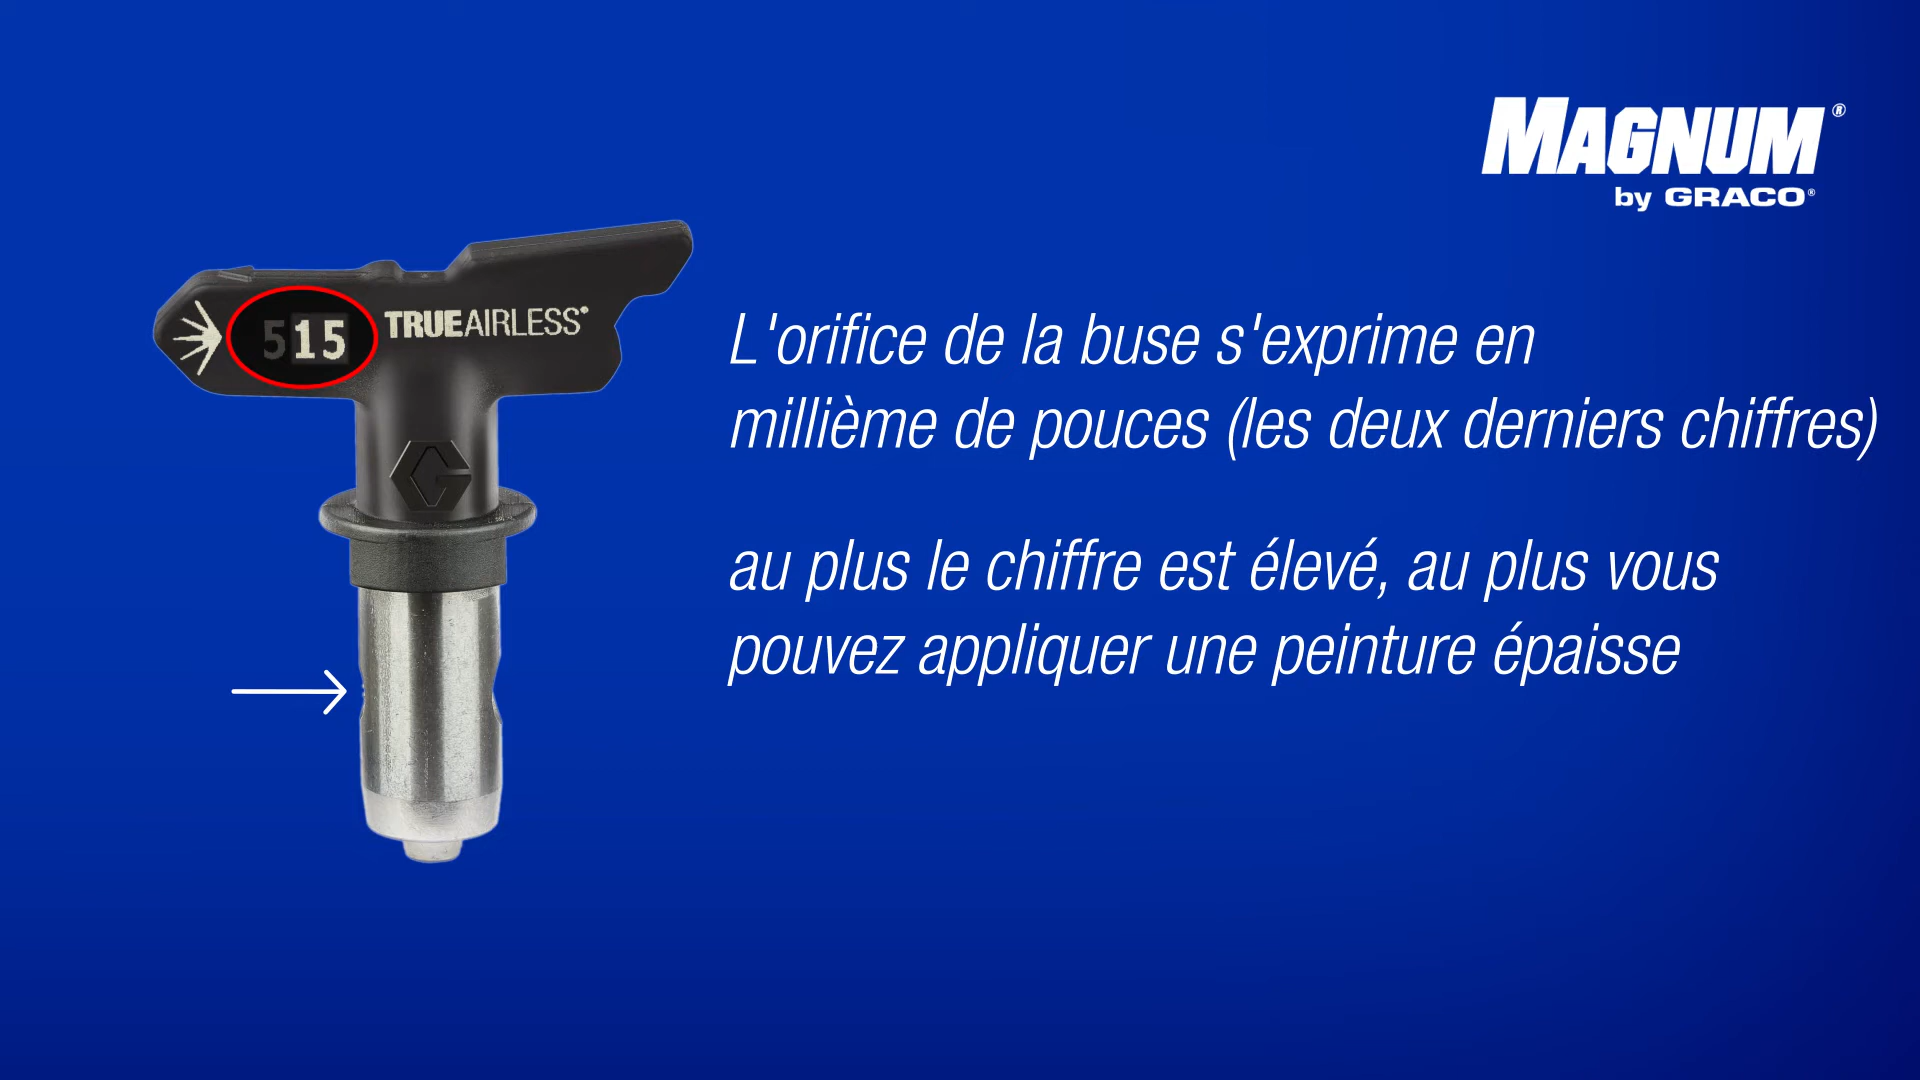 MAGNUM®
by GRACO®
515 TRUEAIRLESS®
L'orifice de la buse s'exprime en
millième de pouces (les deux derniers chiffres)
au plus le chiffre est élevé, au plus vous
pouvez appliquer une peinture épaisse